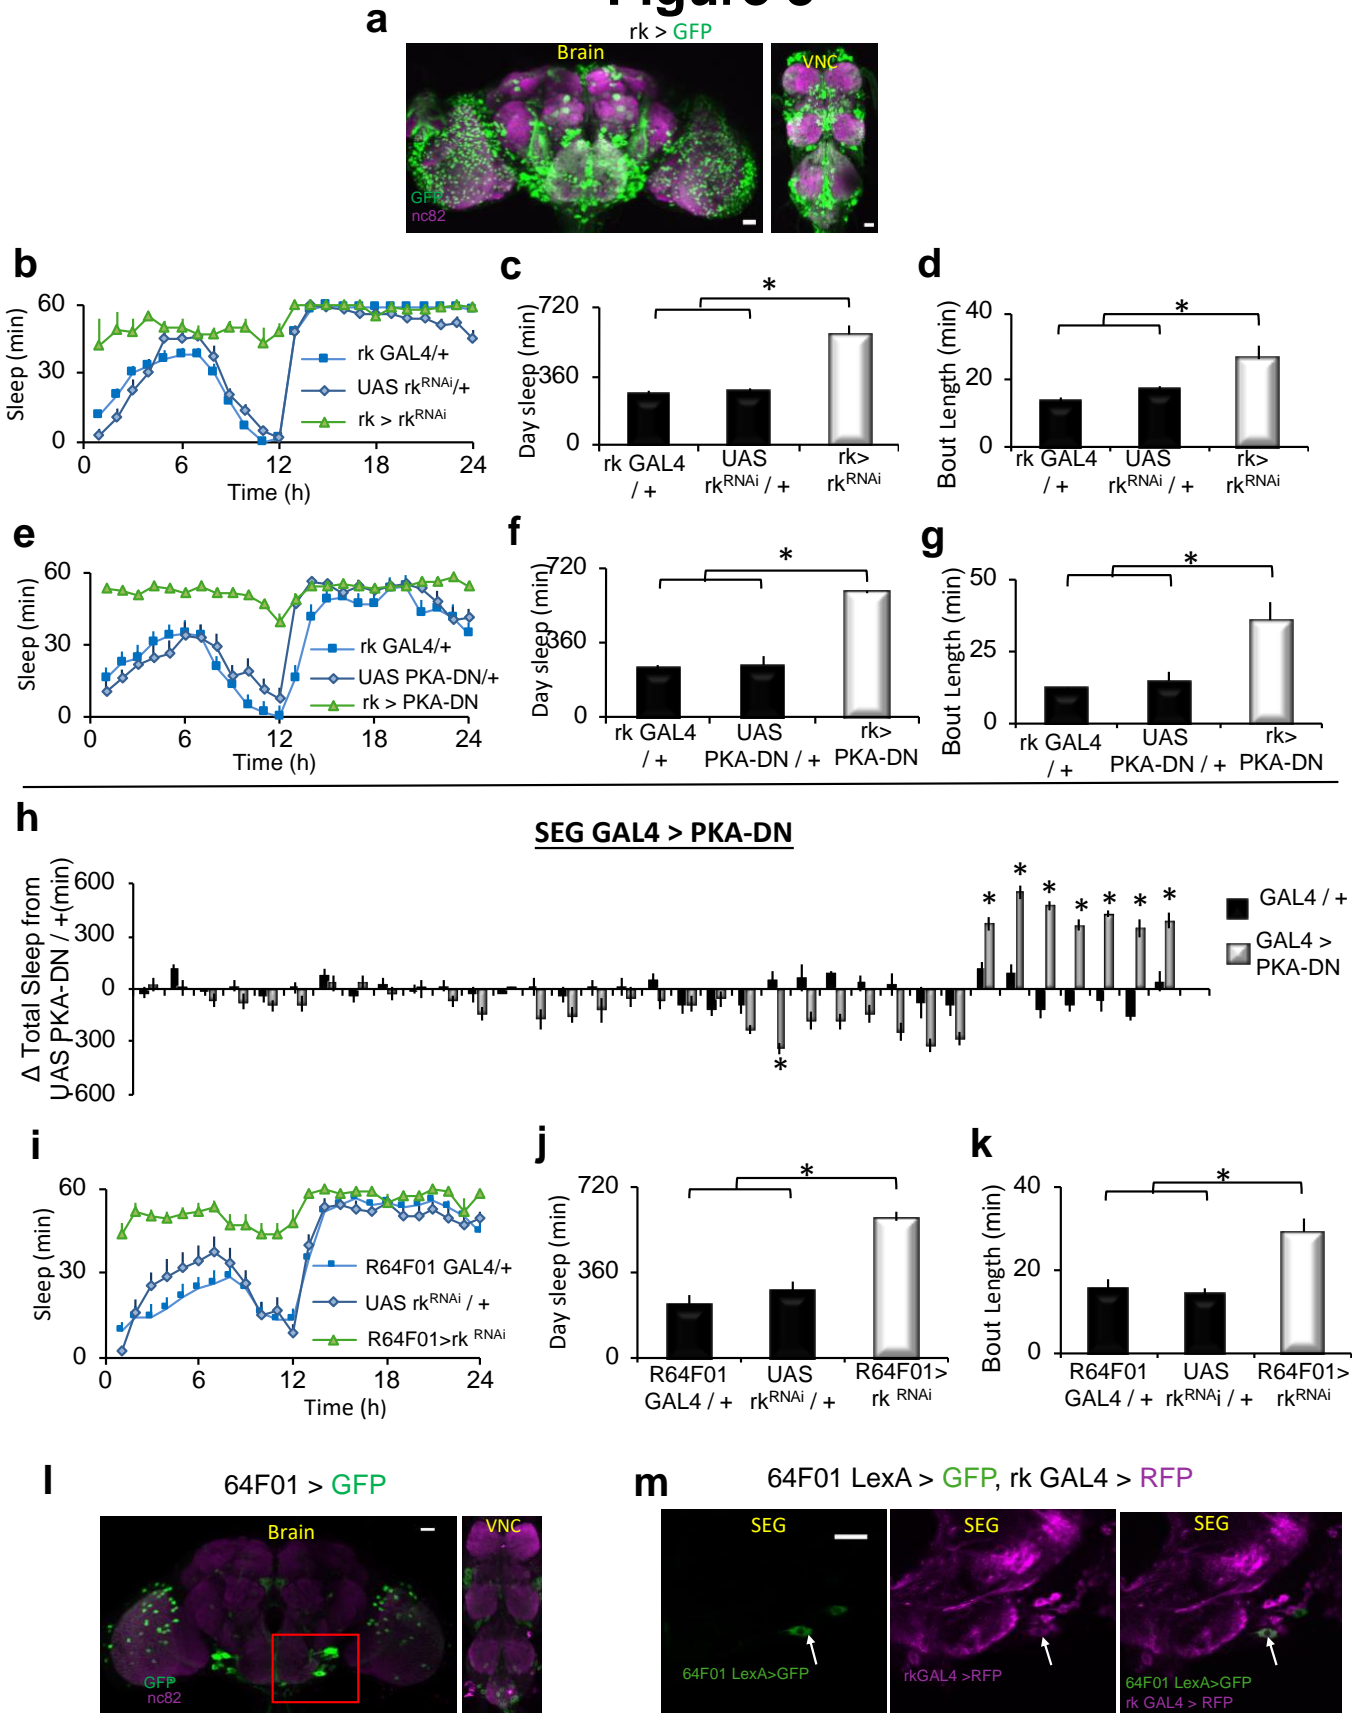 a
rk > GFP
Brain
VNC
GFP
nc82
b
60
30
0
Sleep (min)
0 6 12 18 24
Time (h)
rk GAL4/+
UAS rkRNAi/+
rk > rkRNAi
c
*
720
360
0
Day sleep (min)
rk GAL4 / +
UAS rkRNAi / +
rk> rkRNAi
d
*
40
20
0
Bout Length (min)
rk GAL4 / +
UAS rkRNAi / +
rk> rkRNAi
e
60
30
0
Sleep (min)
0 6 12 18 24
Time (h)
rk GAL4/+
UAS PKA-DN/+
rk > PKA-DN
f
*
720
360
0
Day sleep (min)
rk GAL4 / +
UAS PKA-DN / +
rk> PKA-DN
g
*
50
25
0
Bout Length (min)
rk GAL4 / +
UAS PKA-DN / +
rk> PKA-DN
h
SEG GAL4 > PKA-DN
Δ Total Sleep from
UAS PKA-DN / +(min)
600
300
0
-300
-600
* * * * * * *
*
GAL4 / +
GAL4 >
PKA-DN
i
60
30
0
Sleep (min)
0 6 12 18 24
Time (h)
R64F01 GAL4/+
UAS rkRNAi / +
R64F01>rk RNAi
j
*
720
360
0
Day sleep (min)
R64F01 GAL4 / +
UAS rkRNAi / +
R64F01> rk RNAi
k
*
40
20
0
Bout Length (min)
R64F01 GAL4 / +
UAS rkRNAi / +
R64F01> rkRNAi
l
64F01 > GFP
Brain
VNC
GFP
nc82
m
64F01 LexA > GFP, rk GAL4 > RFP
SEG
64F01 LexA>GFP
SEG
rkGAL4 >RFP
SEG
64F01 LexA>GFP
rk GAL4 > RFP